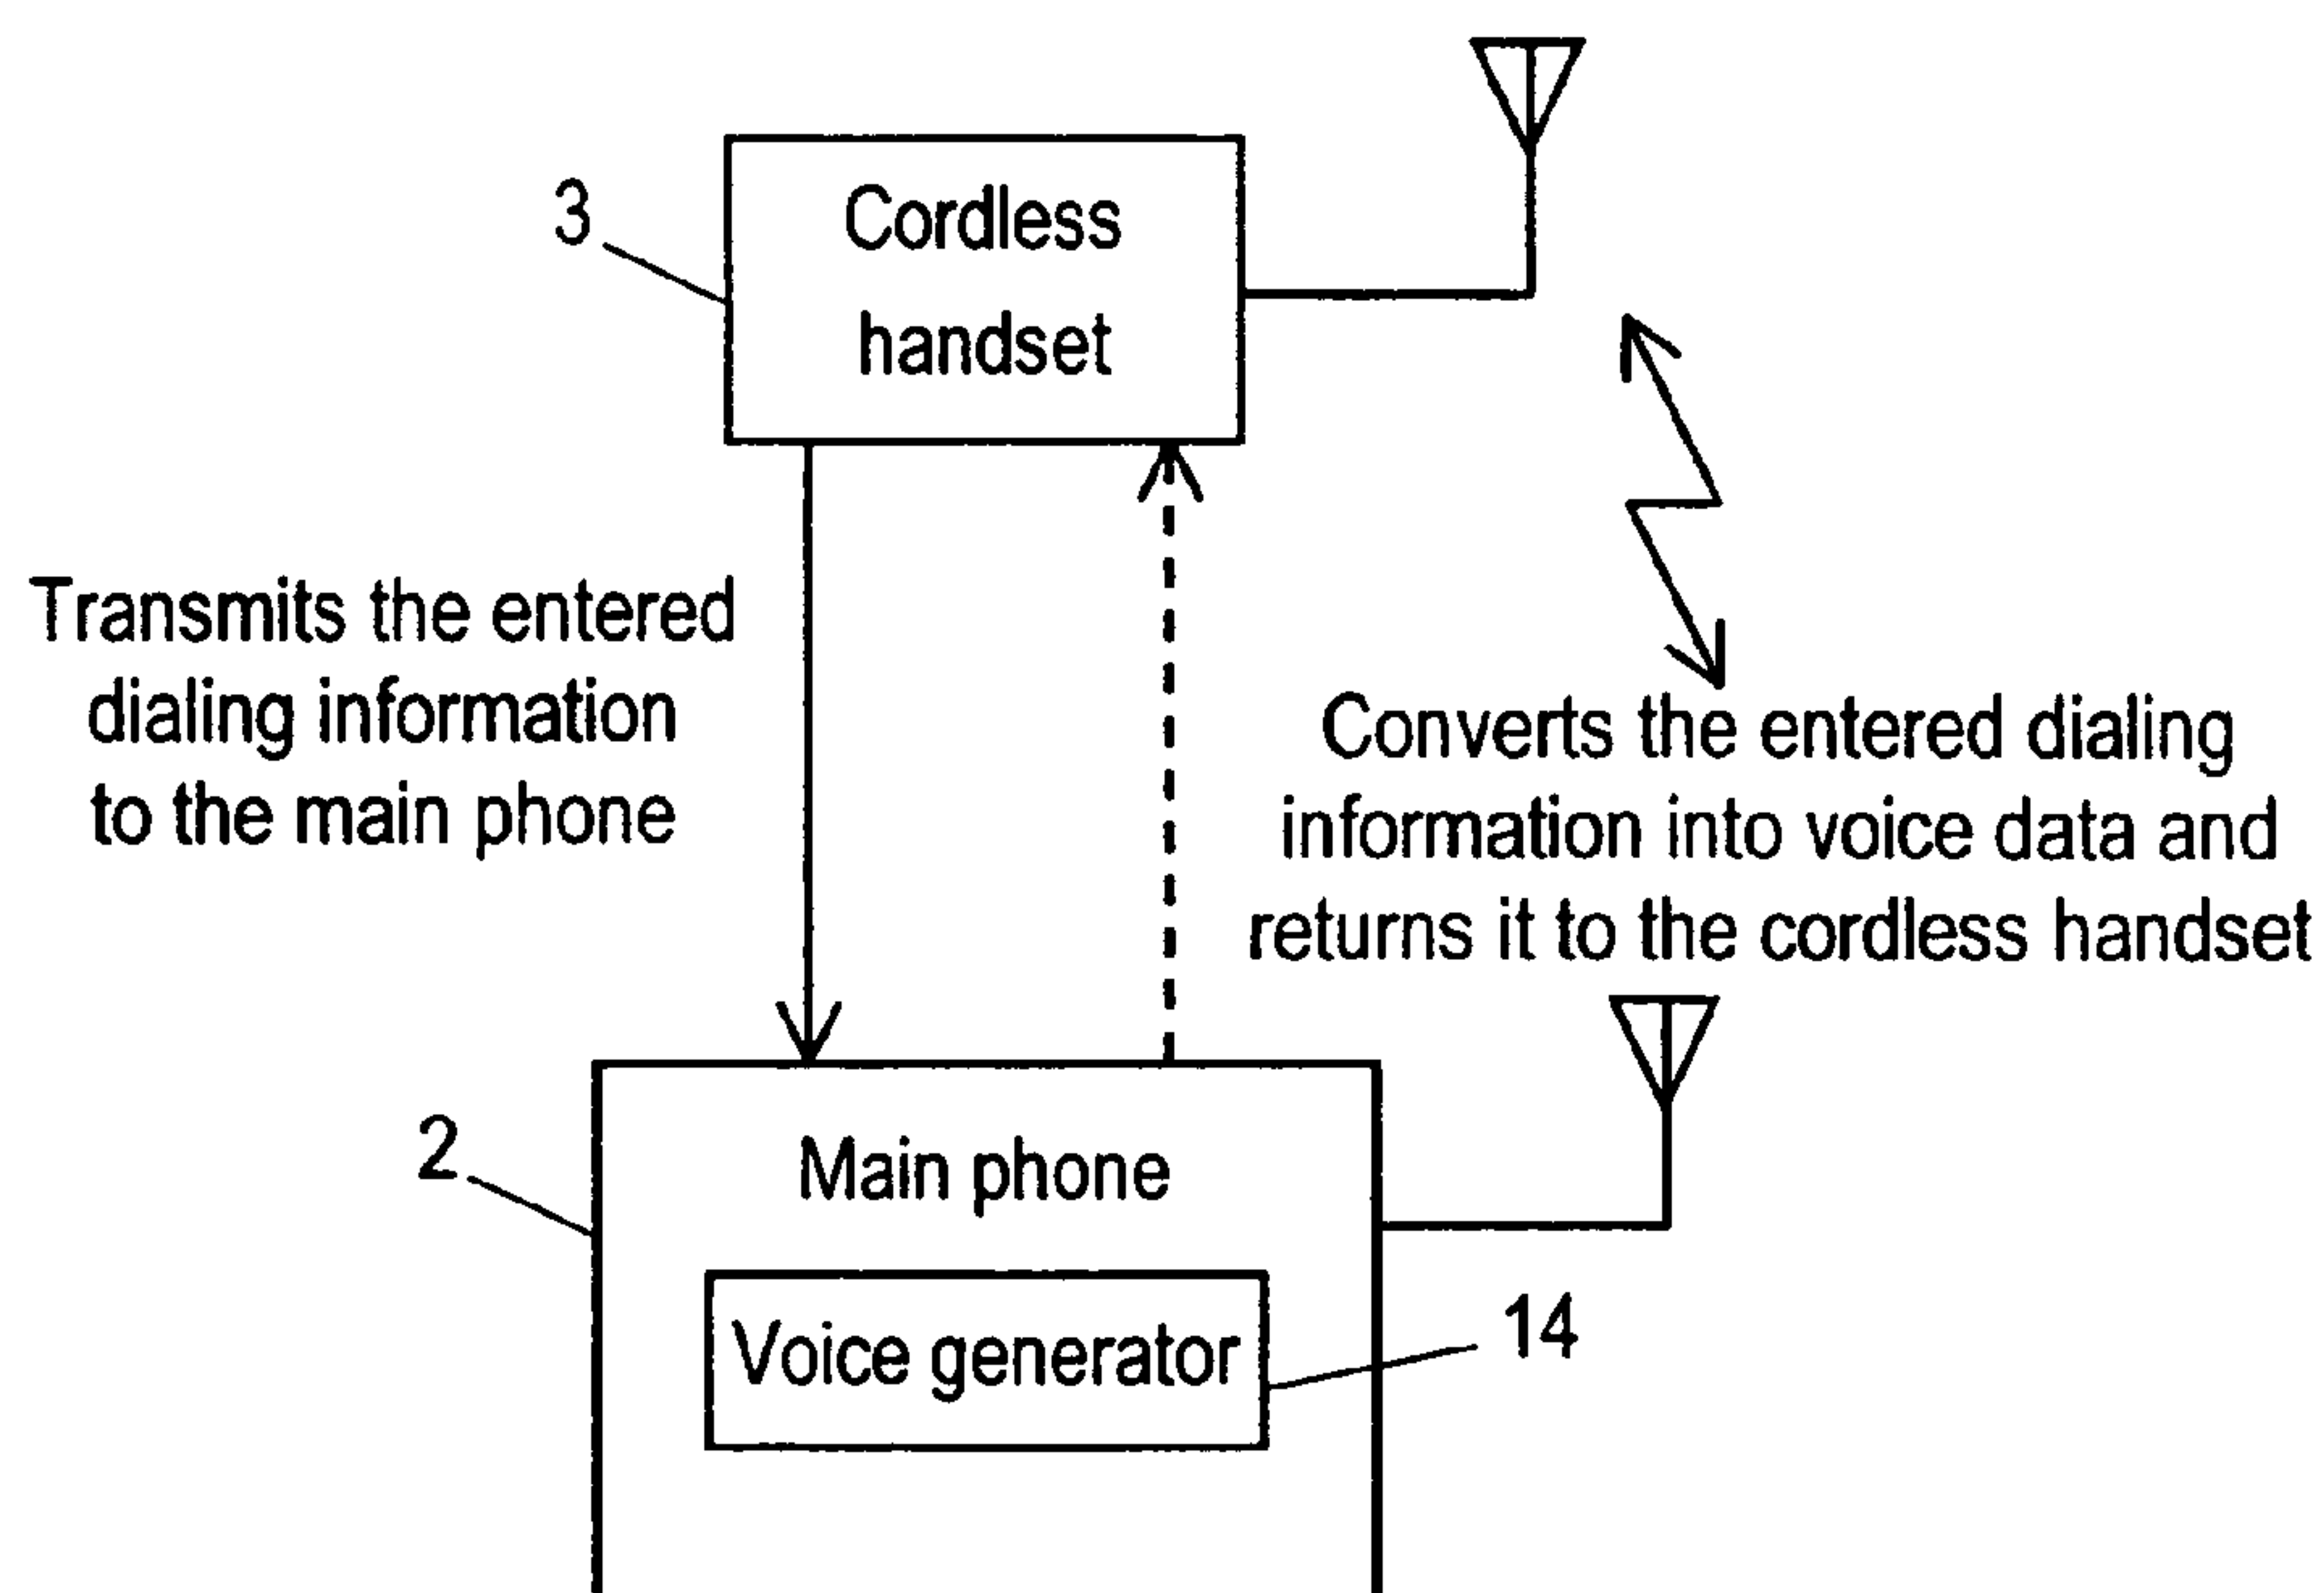 3
Cordless
handset
Transmits the entered
dialing information
to the main phone
Converts the entered dialing
information into voice data and
returns it to the cordless handset
2
Main phone
Voice generator
14